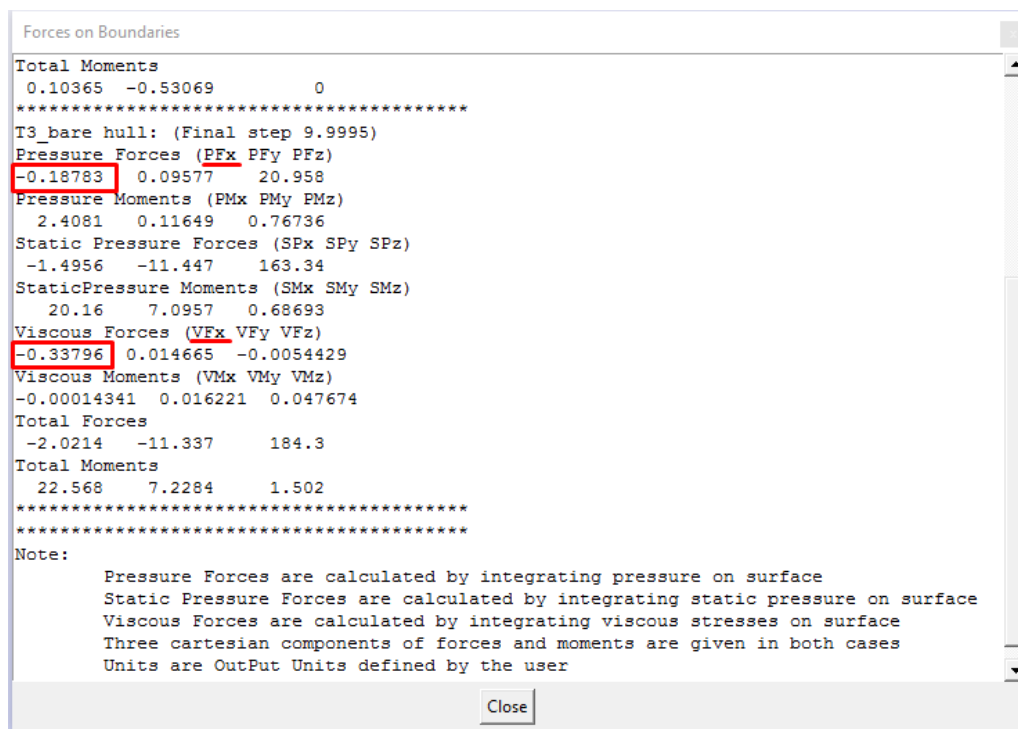 Forces on Boundaries
x
Total Moments
0.10365 -0.53069 0
*****************************************
T3_bare hull: (Final step 9.9995)
Pressure Forces (PFx PFy PFz)
-0.18783 0.09577 20.958
Pressure Moments (PMx PMy PMz)
2.4081 0.11649 0.76736
Static Pressure Forces (SPx SPy SPz)
-1.4956 -11.447 163.34
StaticPressure Moments (SMx SMy SMz)
20.16 7.0957 0.68693
Viscous Forces (VFx VFy VFz)
-0.33796 0.014665 -0.0054429
Viscous Moments (VMx VMy VMz)
-0.00014341 0.016221 0.047674
Total Forces
-2.0214 -11.337 184.3
Total Moments
22.568 7.2284 1.502
*****************************************
*****************************************
Note:
Pressure Forces are calculated by integrating pressure on surface
Static Pressure Forces are calculated by integrating static pressure on surface
Viscous Forces are calculated by integrating viscous stresses on surface
Three cartesian components of forces and moments are given in both cases
Units are OutPut Units defined by the user
Close